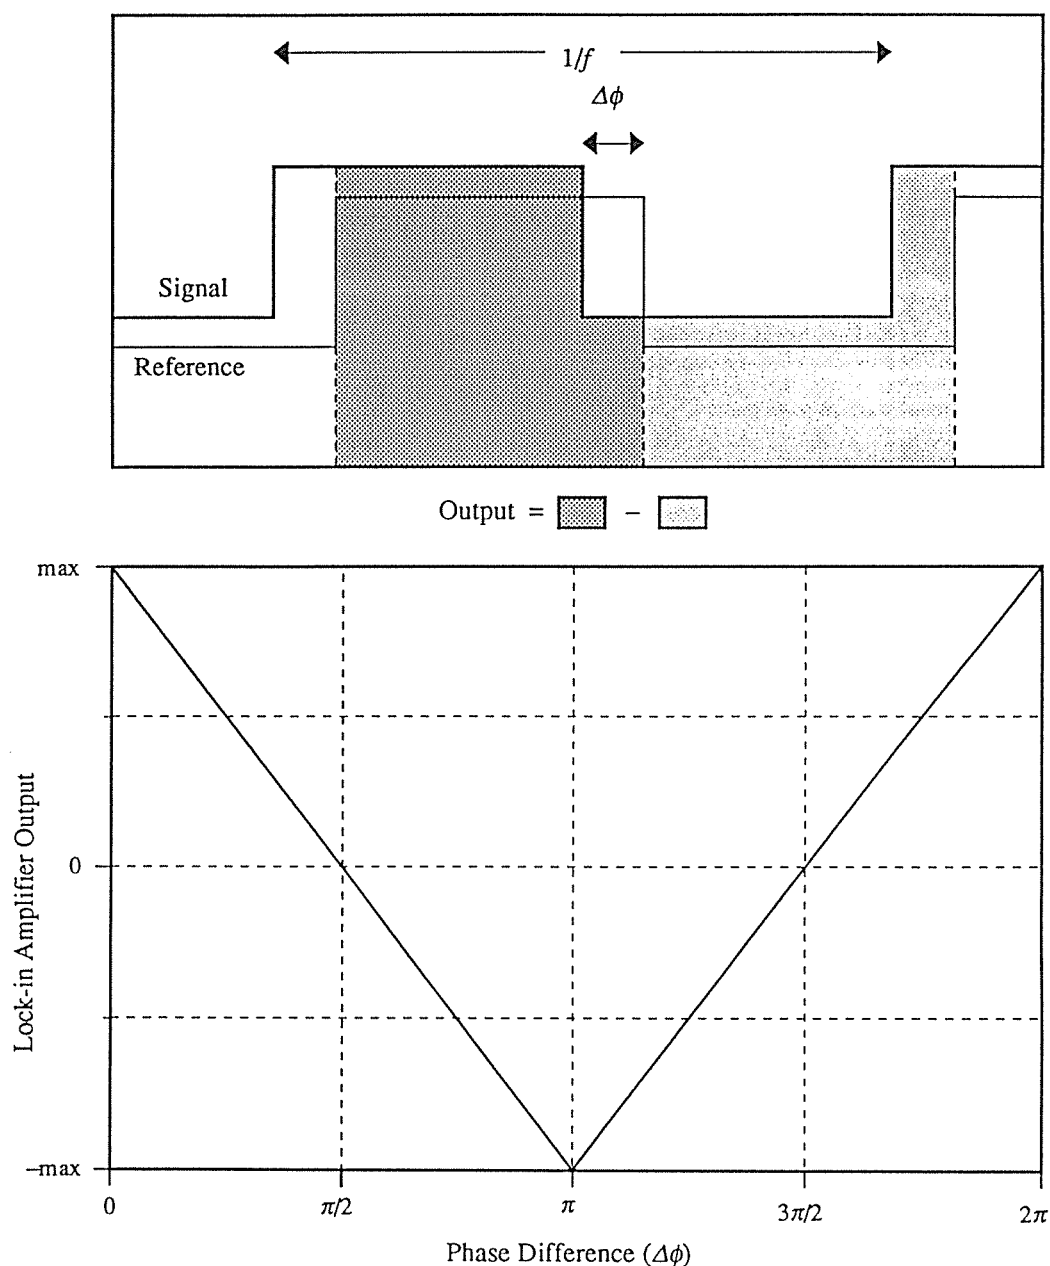 1/f
Δϕ
Signal
Reference
Output = –
max
0
–max
Lock-in Amplifier Output
0 π/2 π 3π/2 2π
Phase Difference (Δϕ)